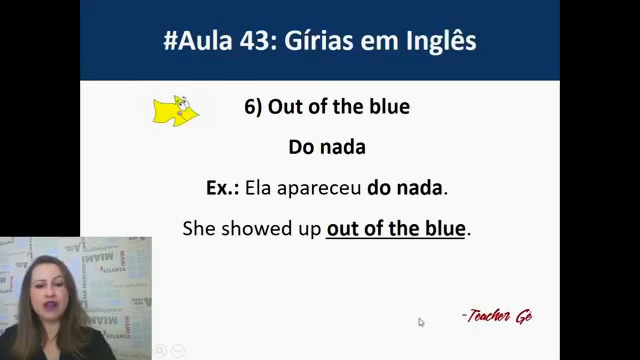 #Aula 43: Gírias em Inglês
6) Out of the blue
Do nada
Ex.: Ela apareceu do nada.
She showed up out of the blue.
-Teacher Ge
MIAMI